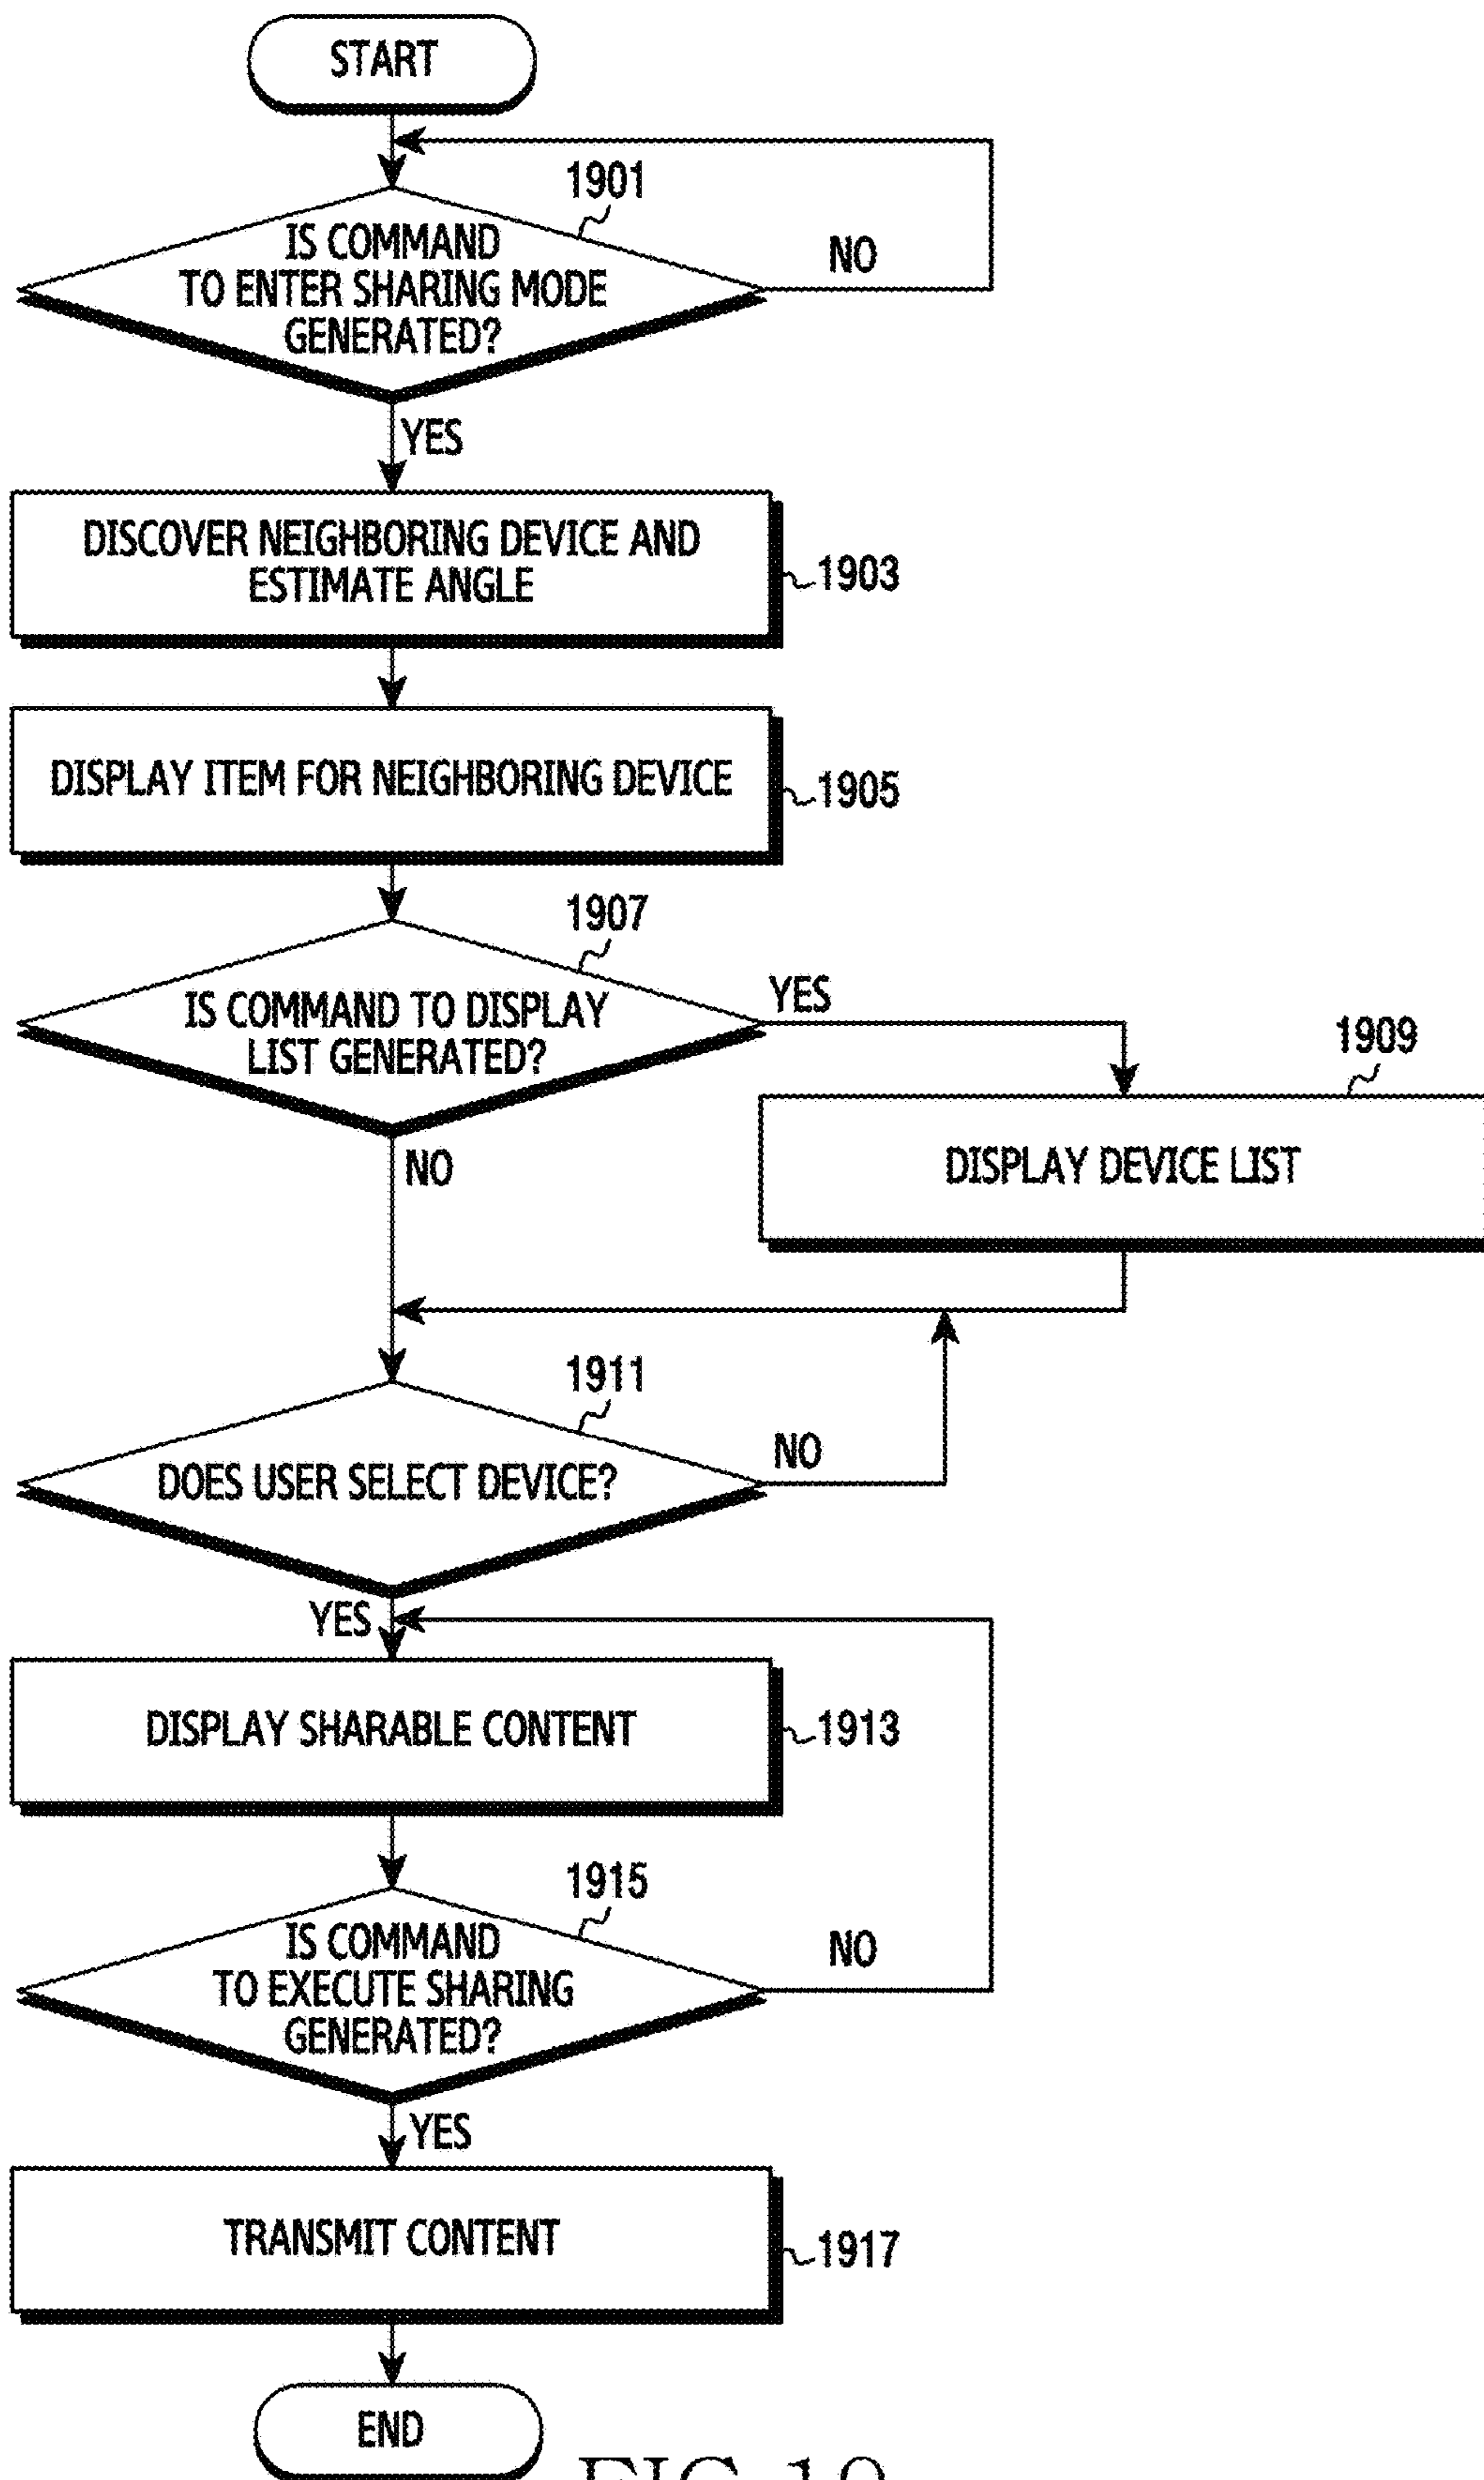 START
1901
IS COMMAND
TO ENTER SHARING MODE
GENERATED?
NO
YES
DISCOVER NEIGHBORING DEVICE AND
ESTIMATE ANGLE
1903
DISPLAY ITEM FOR NEIGHBORING DEVICE
1905
1907
IS COMMAND TO DISPLAY
LIST GENERATED?
YES
1909
DISPLAY DEVICE LIST
NO
1911
DOES USER SELECT DEVICE?
NO
YES
DISPLAY SHARABLE CONTENT
1913
1915
IS COMMAND
TO EXECUTE SHARING
GENERATED?
NO
YES
TRANSMIT CONTENT
1917
END